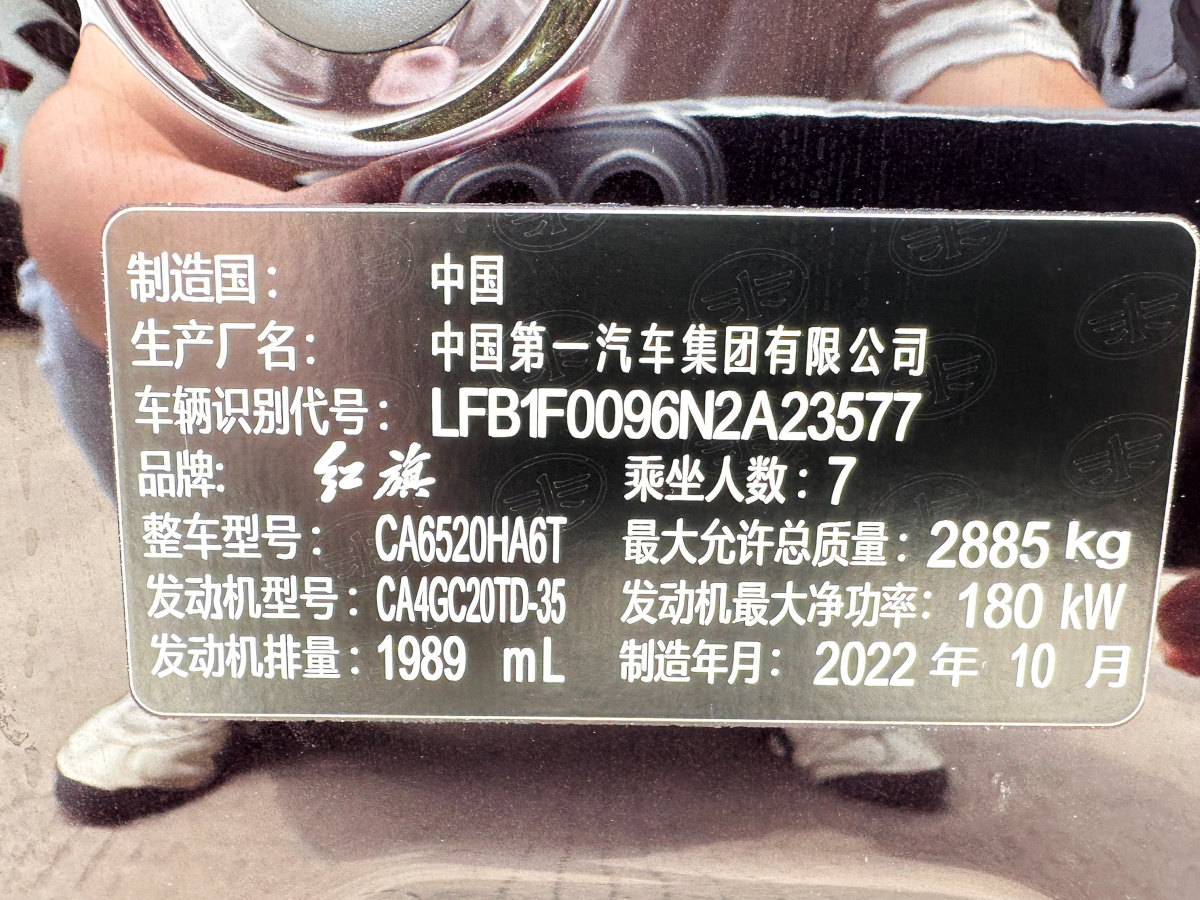 制造国： 中国
生产厂名： 中国第一汽车集团有限公司
车辆识别代号： LFB1F0096N2A23577
品牌: 红旗 乘坐人数：7
整车型号： CA6520HA6T 最大允许总质量：2885 kg
发动机型号：CA4GC20TD-35 发动机最大净功率：180 kW
发动机排量：1989 mL 制造年月：2022 年 10 月